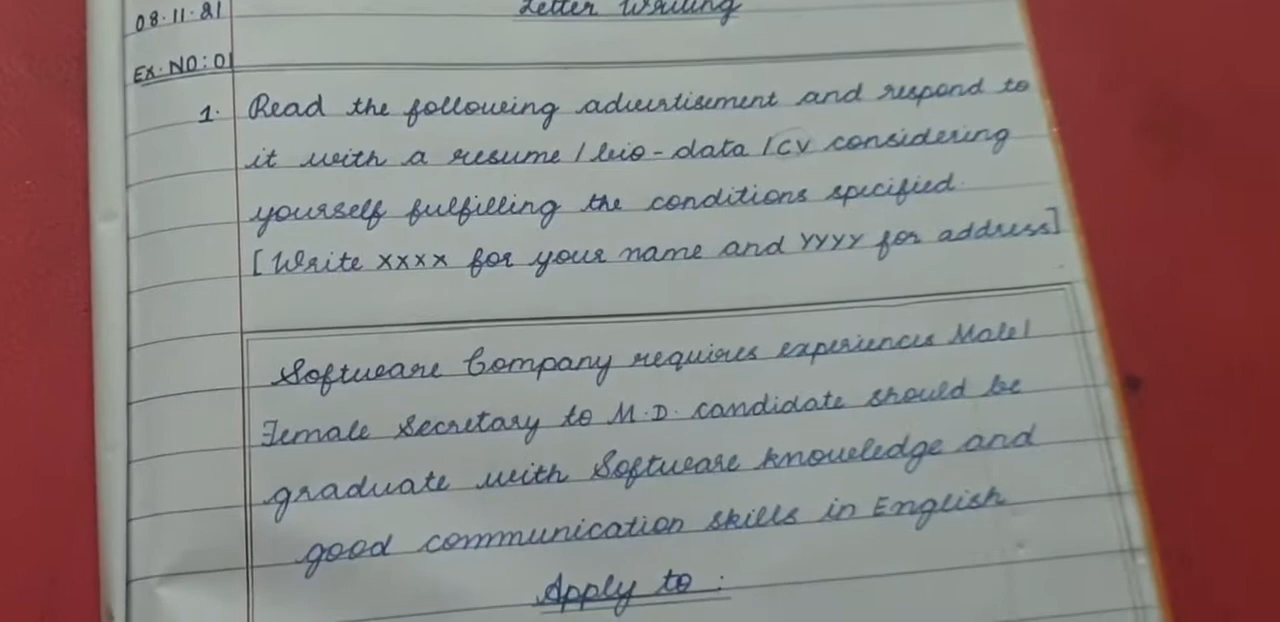 08.11.21
Letter Writing
Ex. NO: 01
1. Read the following advertisement and respond to
it with a resume / bio-data / CV considering
yourself fulfilling the conditions specified.
[Write xxxx for your name and YYYY for address]
Software Company requires experiences Male/
Female Secretary to M.D. candidate should be
graduate with Software knowledge and
good communication skills in English
Apply to :